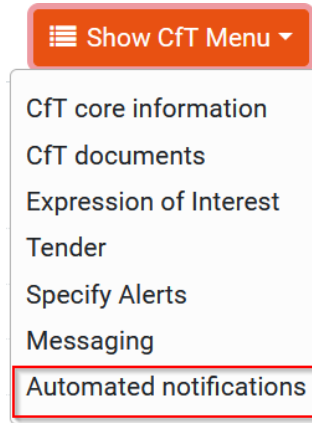 Show CfT Menu
CfT core information
CfT documents
Expression of Interest
Tender
Specify Alerts
Messaging
Automated notifications